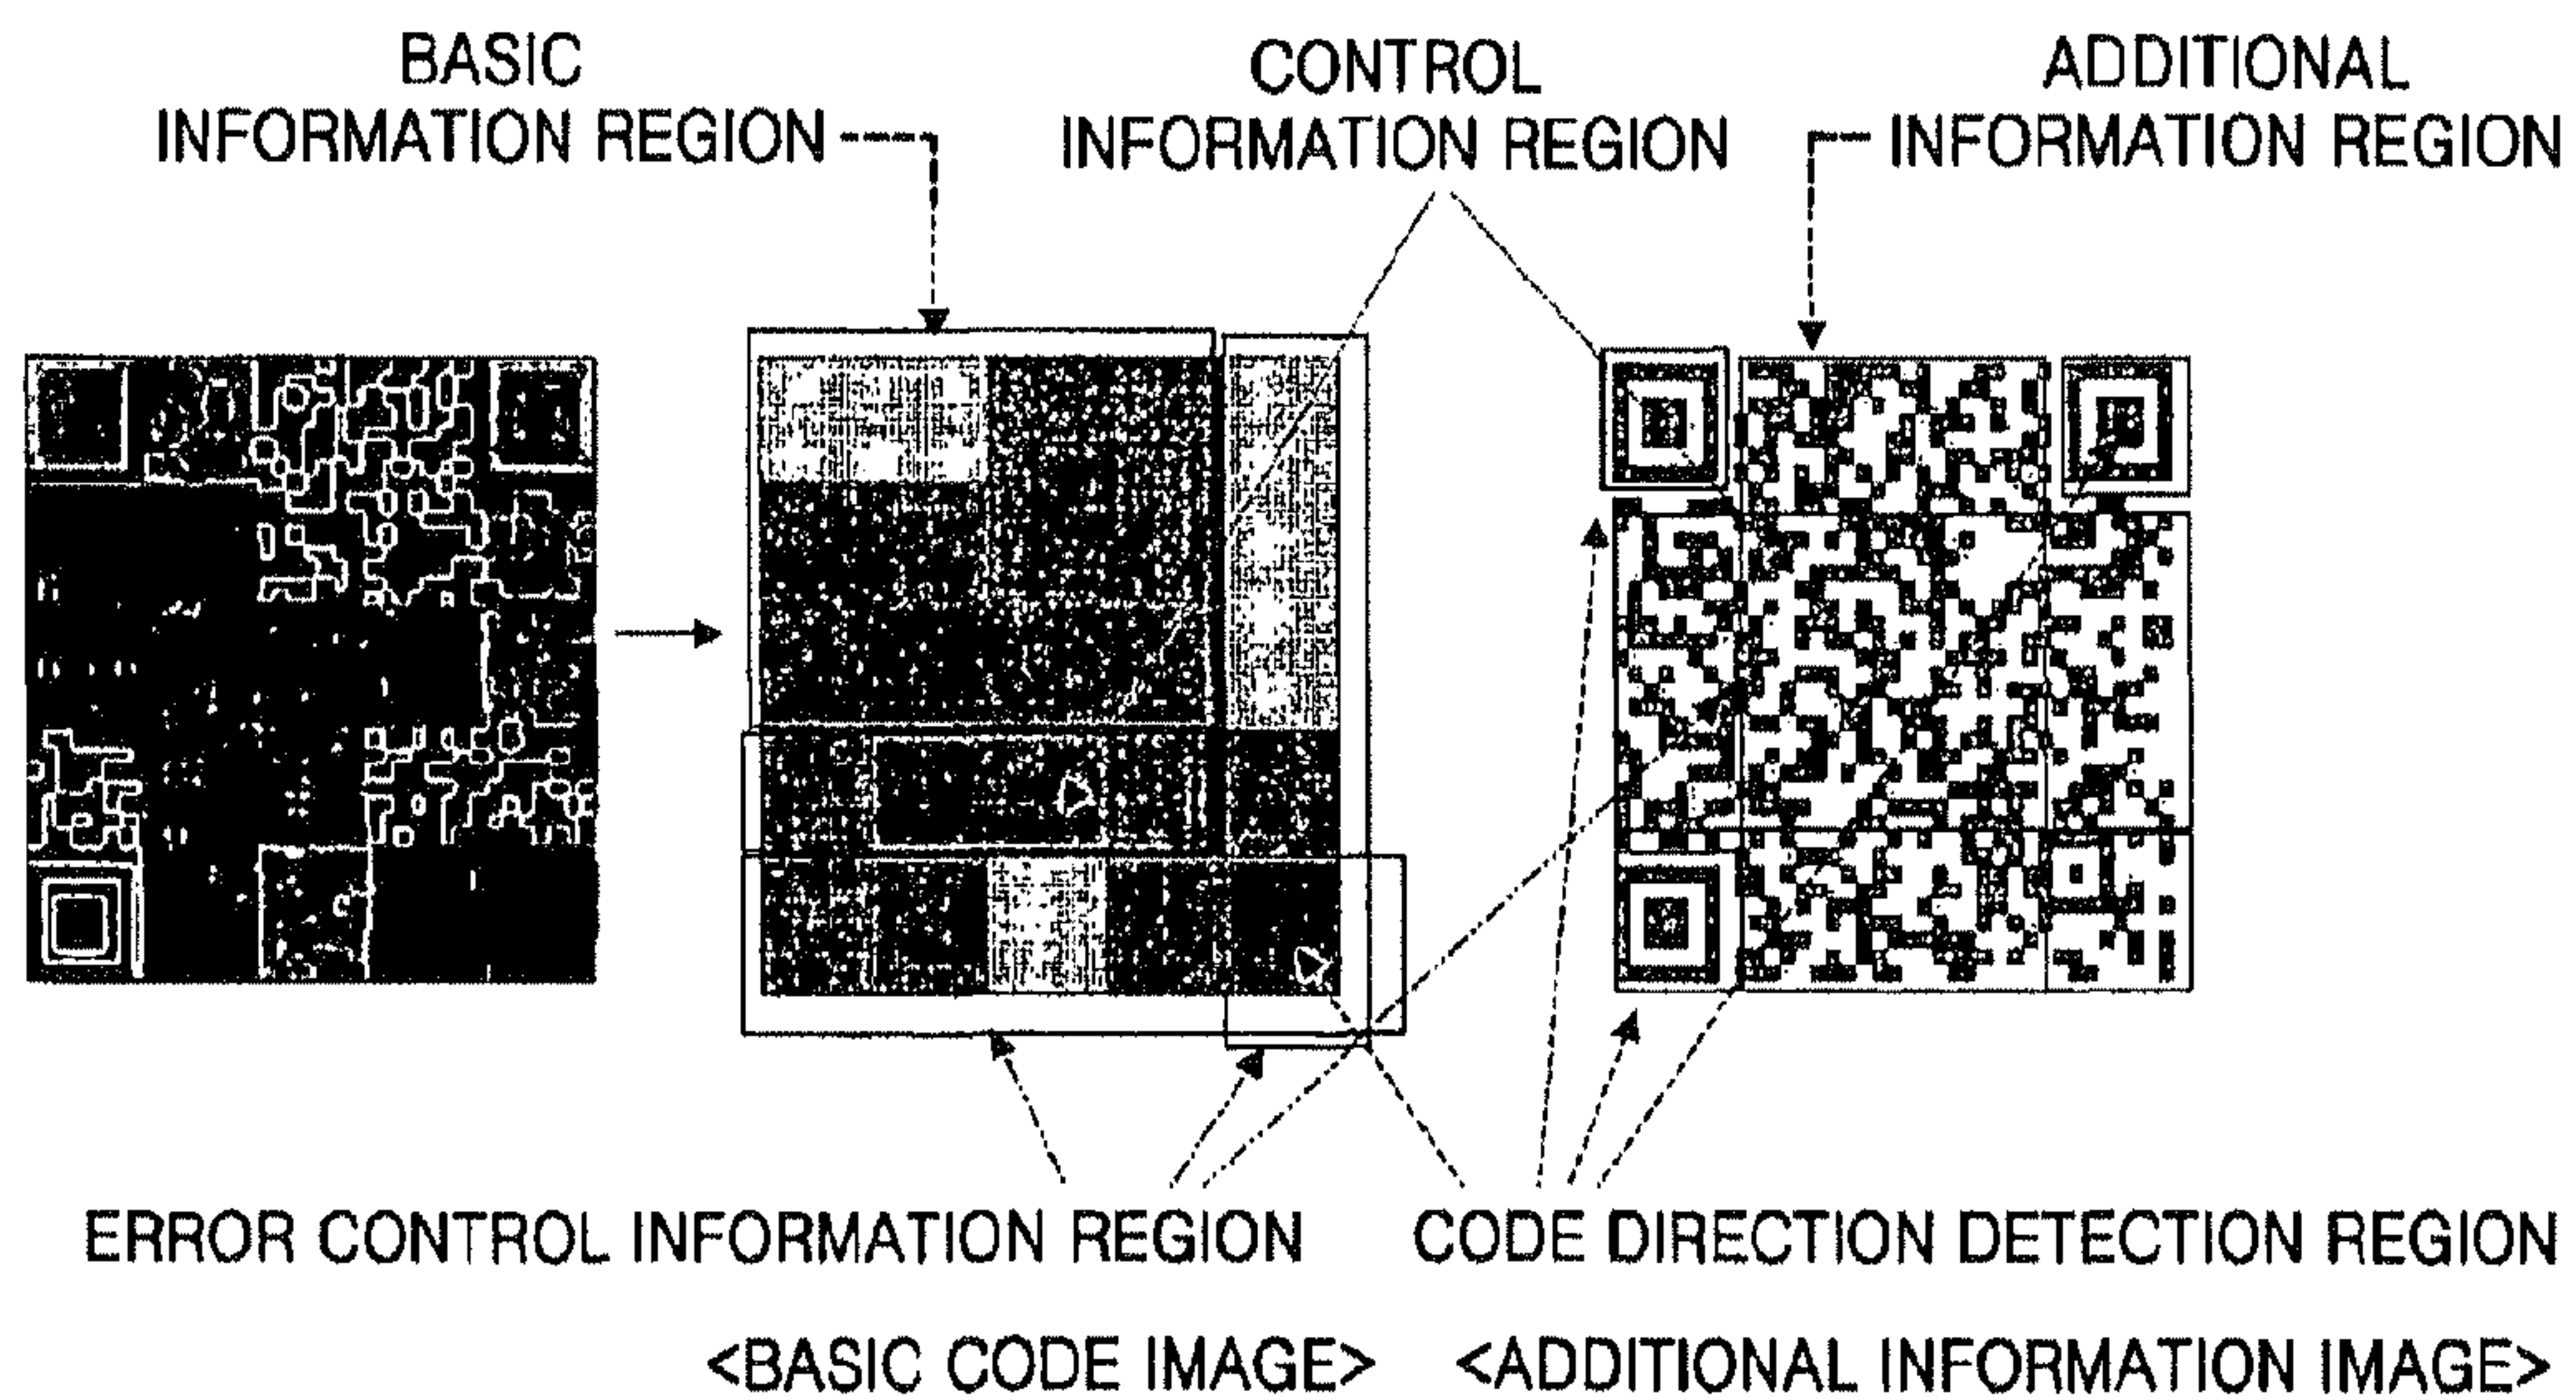 BASIC
INFORMATION REGION
CONTROL
INFORMATION REGION
ADDITIONAL
INFORMATION REGION
ERROR CONTROL INFORMATION REGION
CODE DIRECTION DETECTION REGION
<BASIC CODE IMAGE>
<ADDITIONAL INFORMATION IMAGE>